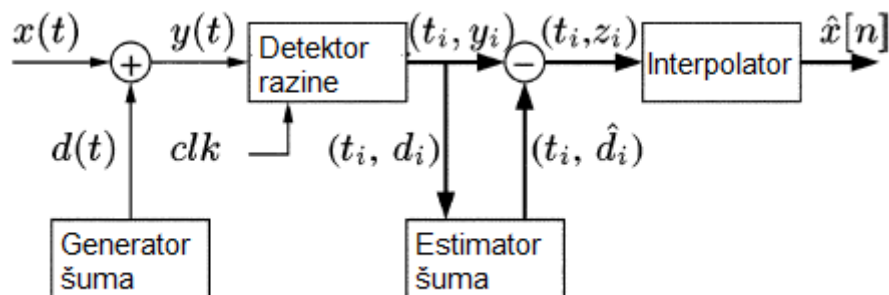 x(t)
y(t)
Detektor
razine
(t_i, y_i)
(t_i,z_i)
Interpolator
x̂[n]
+
−
d(t)
clk
(t_i, d_i)
(t_i, d̂_i)
Generator
šuma
Estimator
šuma